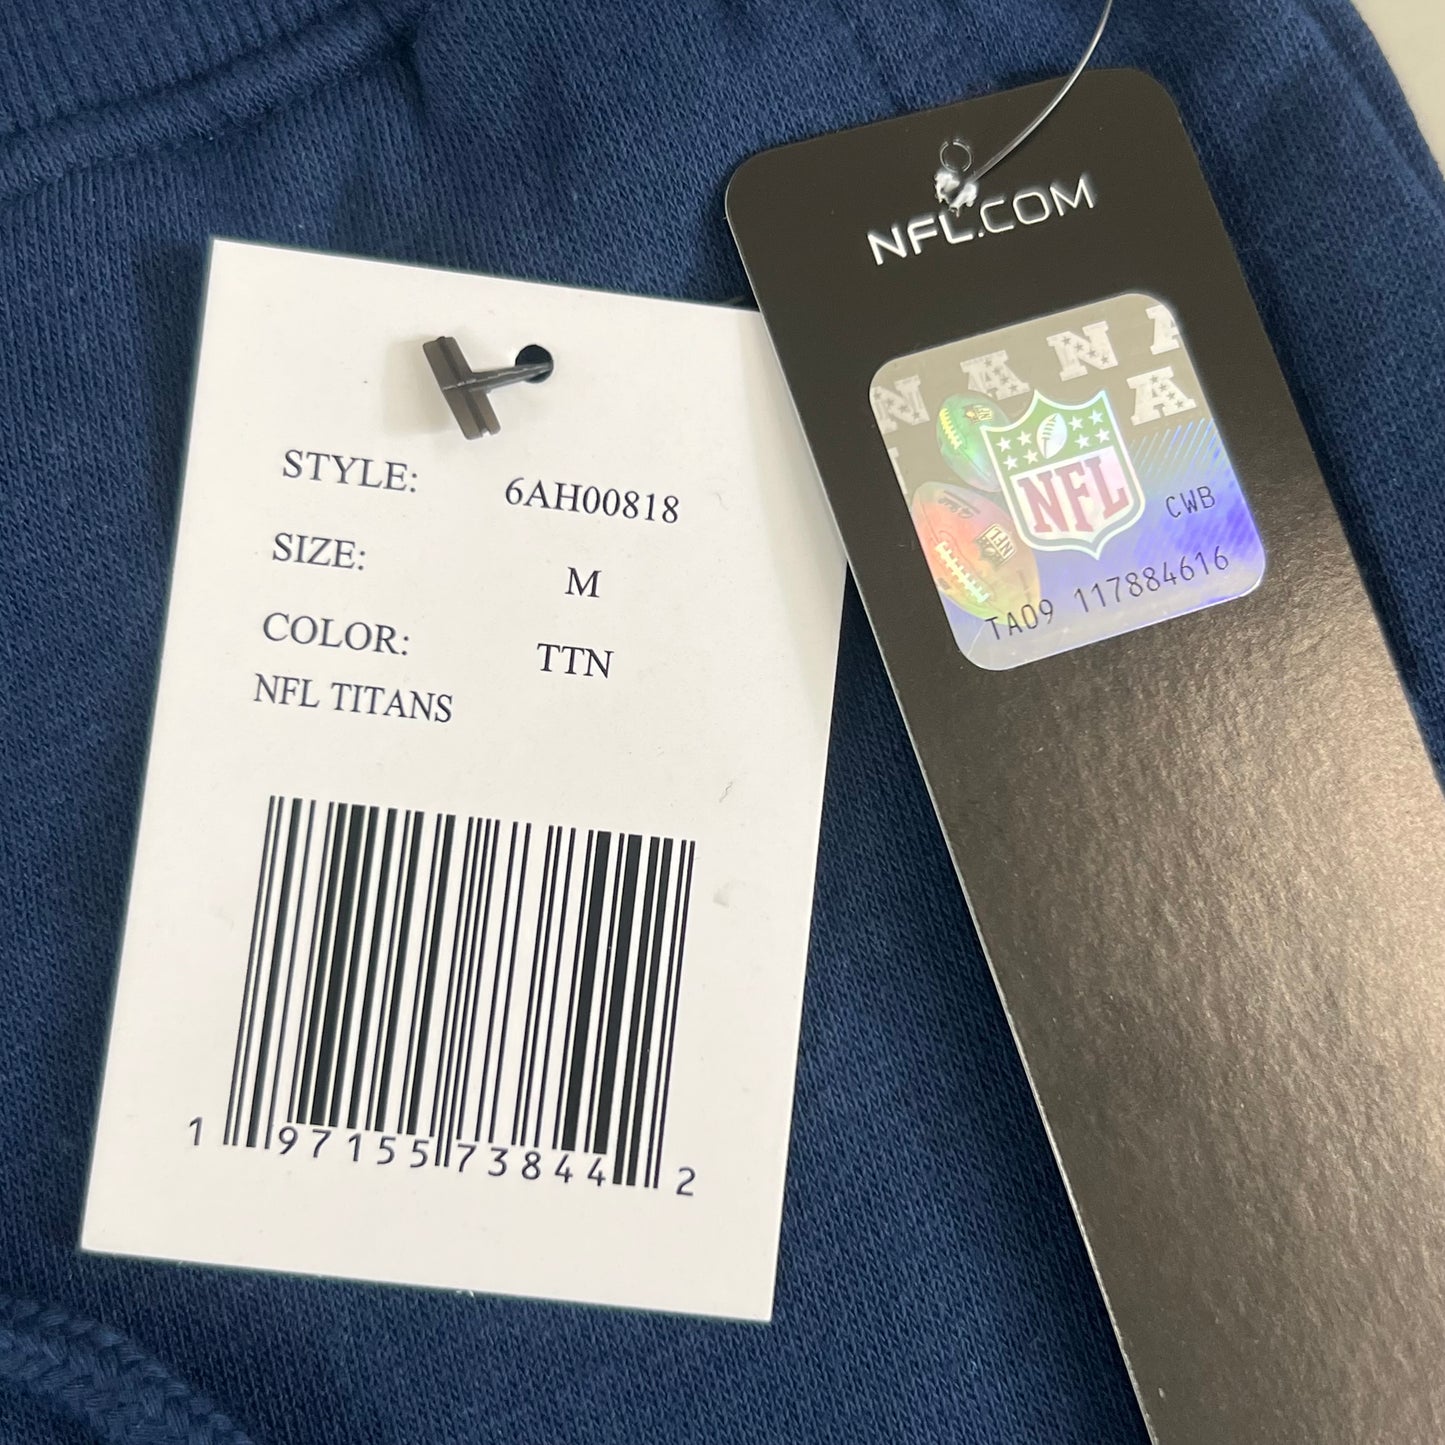 STYLE: 6AH00818
SIZE: M
COLOR: TTN
NFL TITANS
1 97155 73844 2
NFL.COM
N A N A
A
NFL
CWB
TA09 117884616